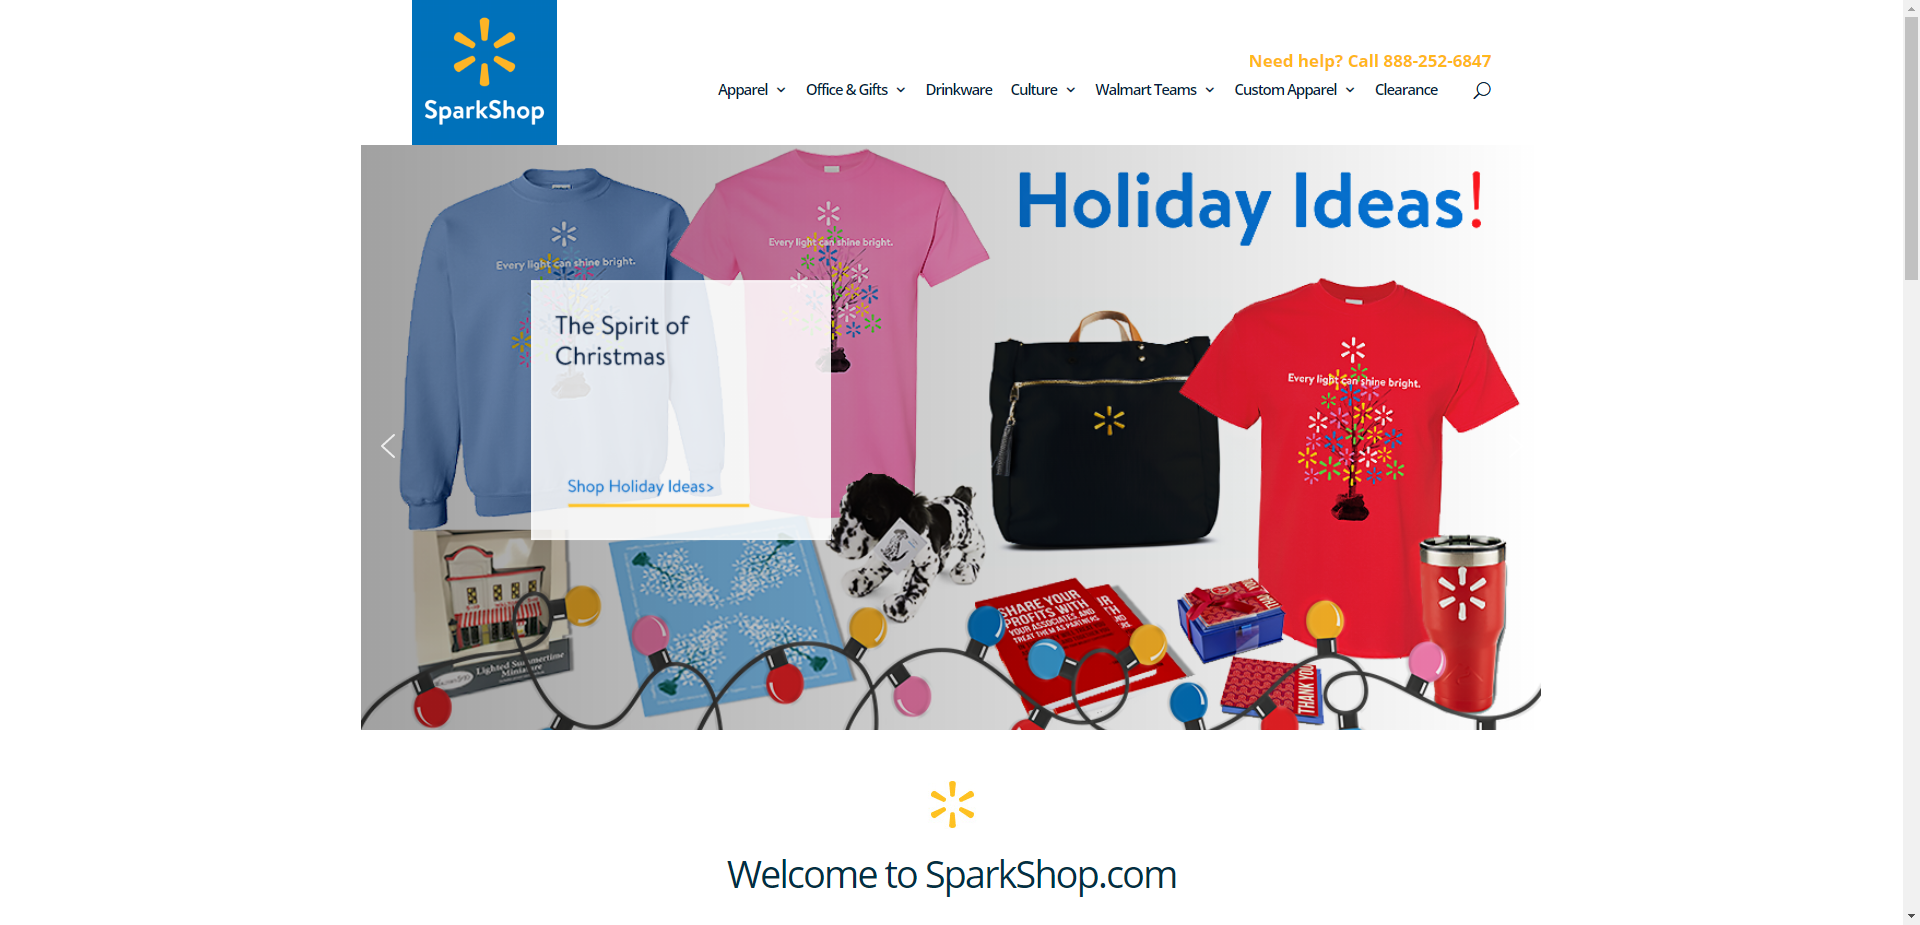 SparkShop
Need help? Call 888-252-6847
Apparel Office & Gifts Drinkware Culture Walmart Teams Custom Apparel Clearance
Holiday Ideas!
Every light can shine bright.
Every light can shine bright.
The Spirit of
Christmas
Every light can shine bright.
Shop Holiday Ideas>
SHARE YOUR
PROFITS WITH
YOUR ASSOCIATES AND
TREAT THEM AS PARTNERS
Lighted Summertime
Miniature
THANK YOU
Welcome to SparkShop.com